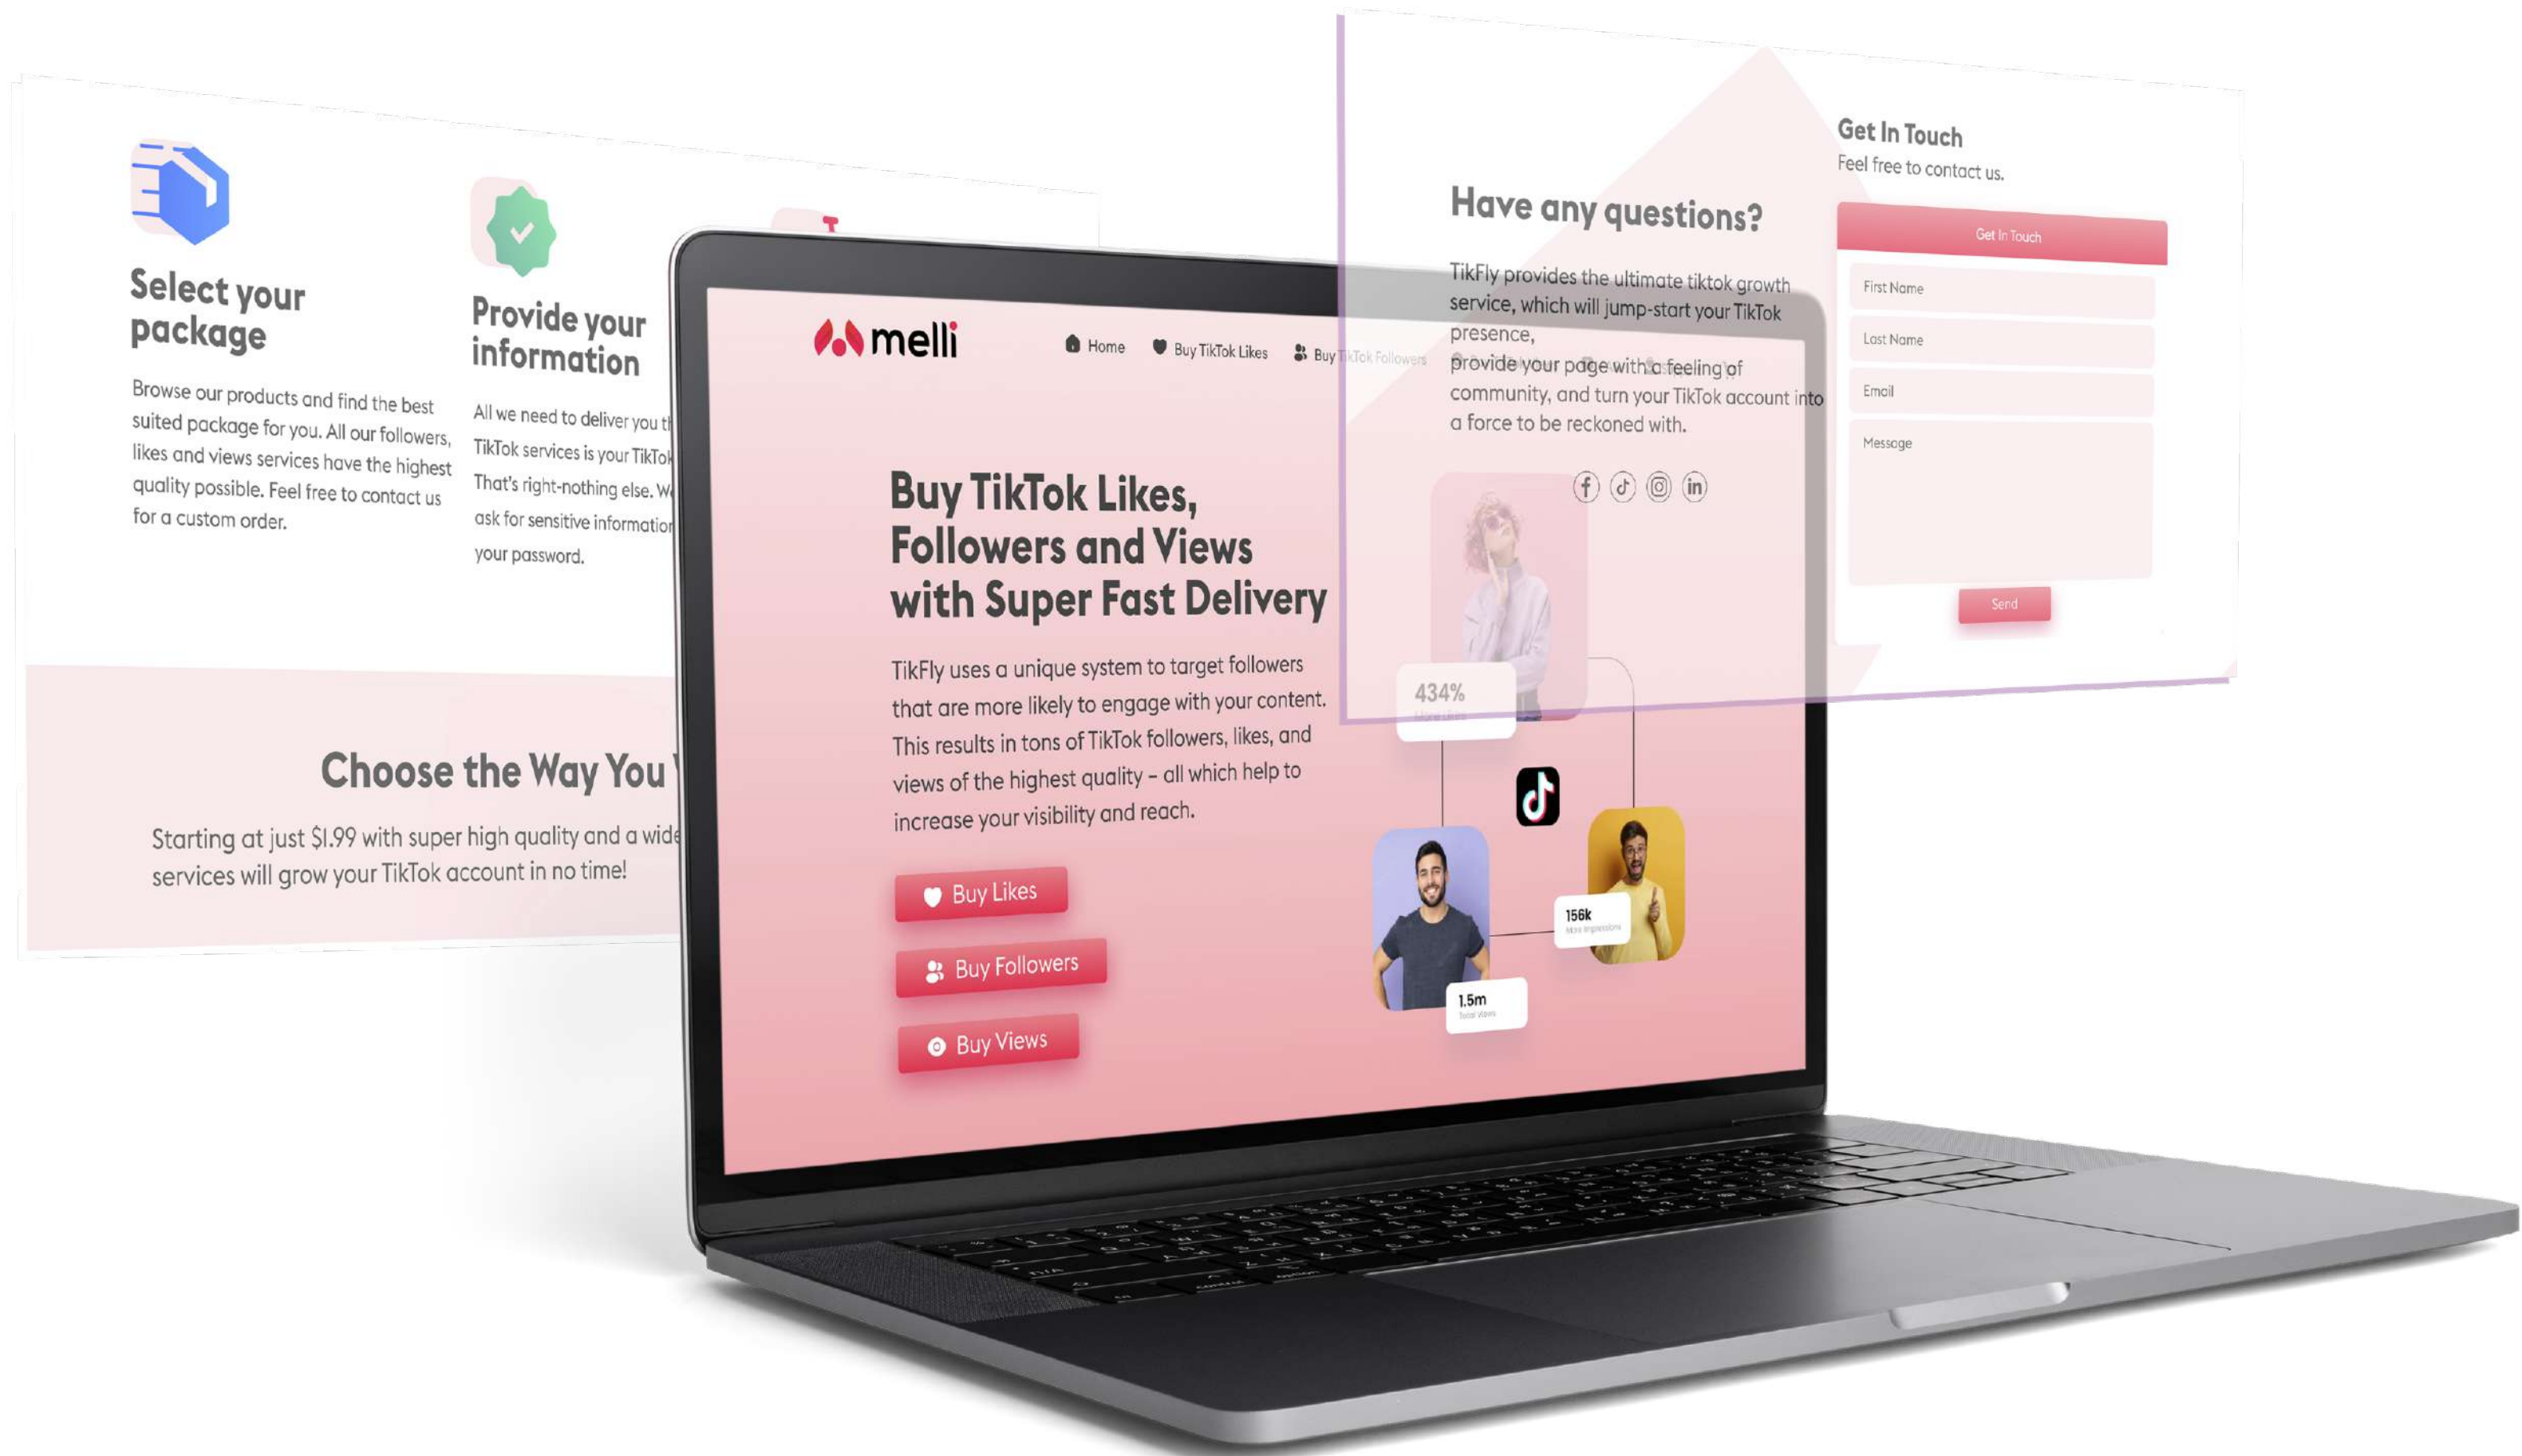 Select your
package
Browse our products and find the best
suited package for you. All our followers,
likes and views services have the highest
quality possible. Feel free to contact us
for a custom order.
Provide your
information
All we need to deliver you
TikTok services is your TikTok
That's right-nothing else.
ask for sensitive information
your password.
Choose the Way You
Starting at just $1.99 with super high quality and a wide
services will grow your TikTok account in no time!
melli
Home
Buy TikTok Likes
Buy TikTok Followers
Buy TikTok Likes,
Followers and Views
with Super Fast Delivery
TikFly uses a unique system to target followers
that are more likely to engage with your content.
This results in tons of TikTok followers, likes, and
views of the highest quality – all which help to
increase your visibility and reach.
Buy Likes
Buy Followers
Buy Views
434%
More Likes
156k
More Impressions
1.5m
Total Views
Have any questions?
TikFly provides the ultimate tiktok growth
service, which will jump-start your TikTok
presence,
provide your page with a feeling of
community, and turn your TikTok account into
a force to be reckoned with.
Get In Touch
Feel free to contact us.
Get In Touch
First Name
Last Name
Email
Message
Send